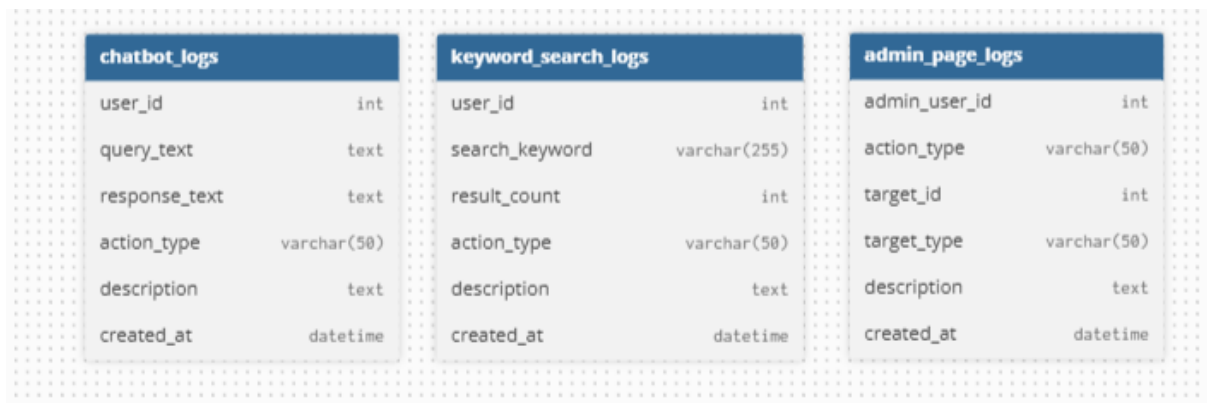 chatbot_logs
user_id int
query_text text
response_text text
action_type varchar(50)
description text
created_at datetime
keyword_search_logs
user_id int
search_keyword varchar(255)
result_count int
action_type varchar(50)
description text
created_at datetime
admin_page_logs
admin_user_id int
action_type varchar(50)
target_id int
target_type varchar(50)
description text
created_at datetime